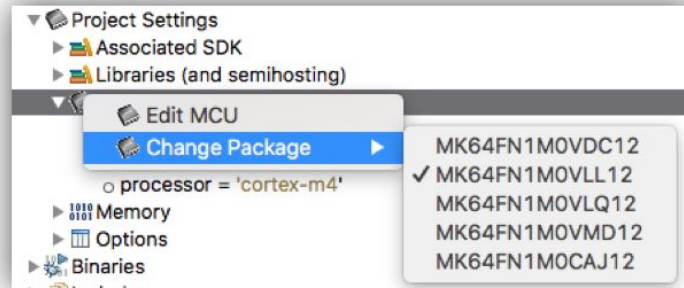 Project Settings
Associated SDK
Libraries (and semihosting)
Edit MCU
Change Package
MK64FN1M0VDC12
MK64FN1M0VLL12
MK64FN1M0VLQ12
MK64FN1M0VMD12
MK64FN1M0CAJ12
processor = 'cortex-m4'
Memory
Options
Binaries